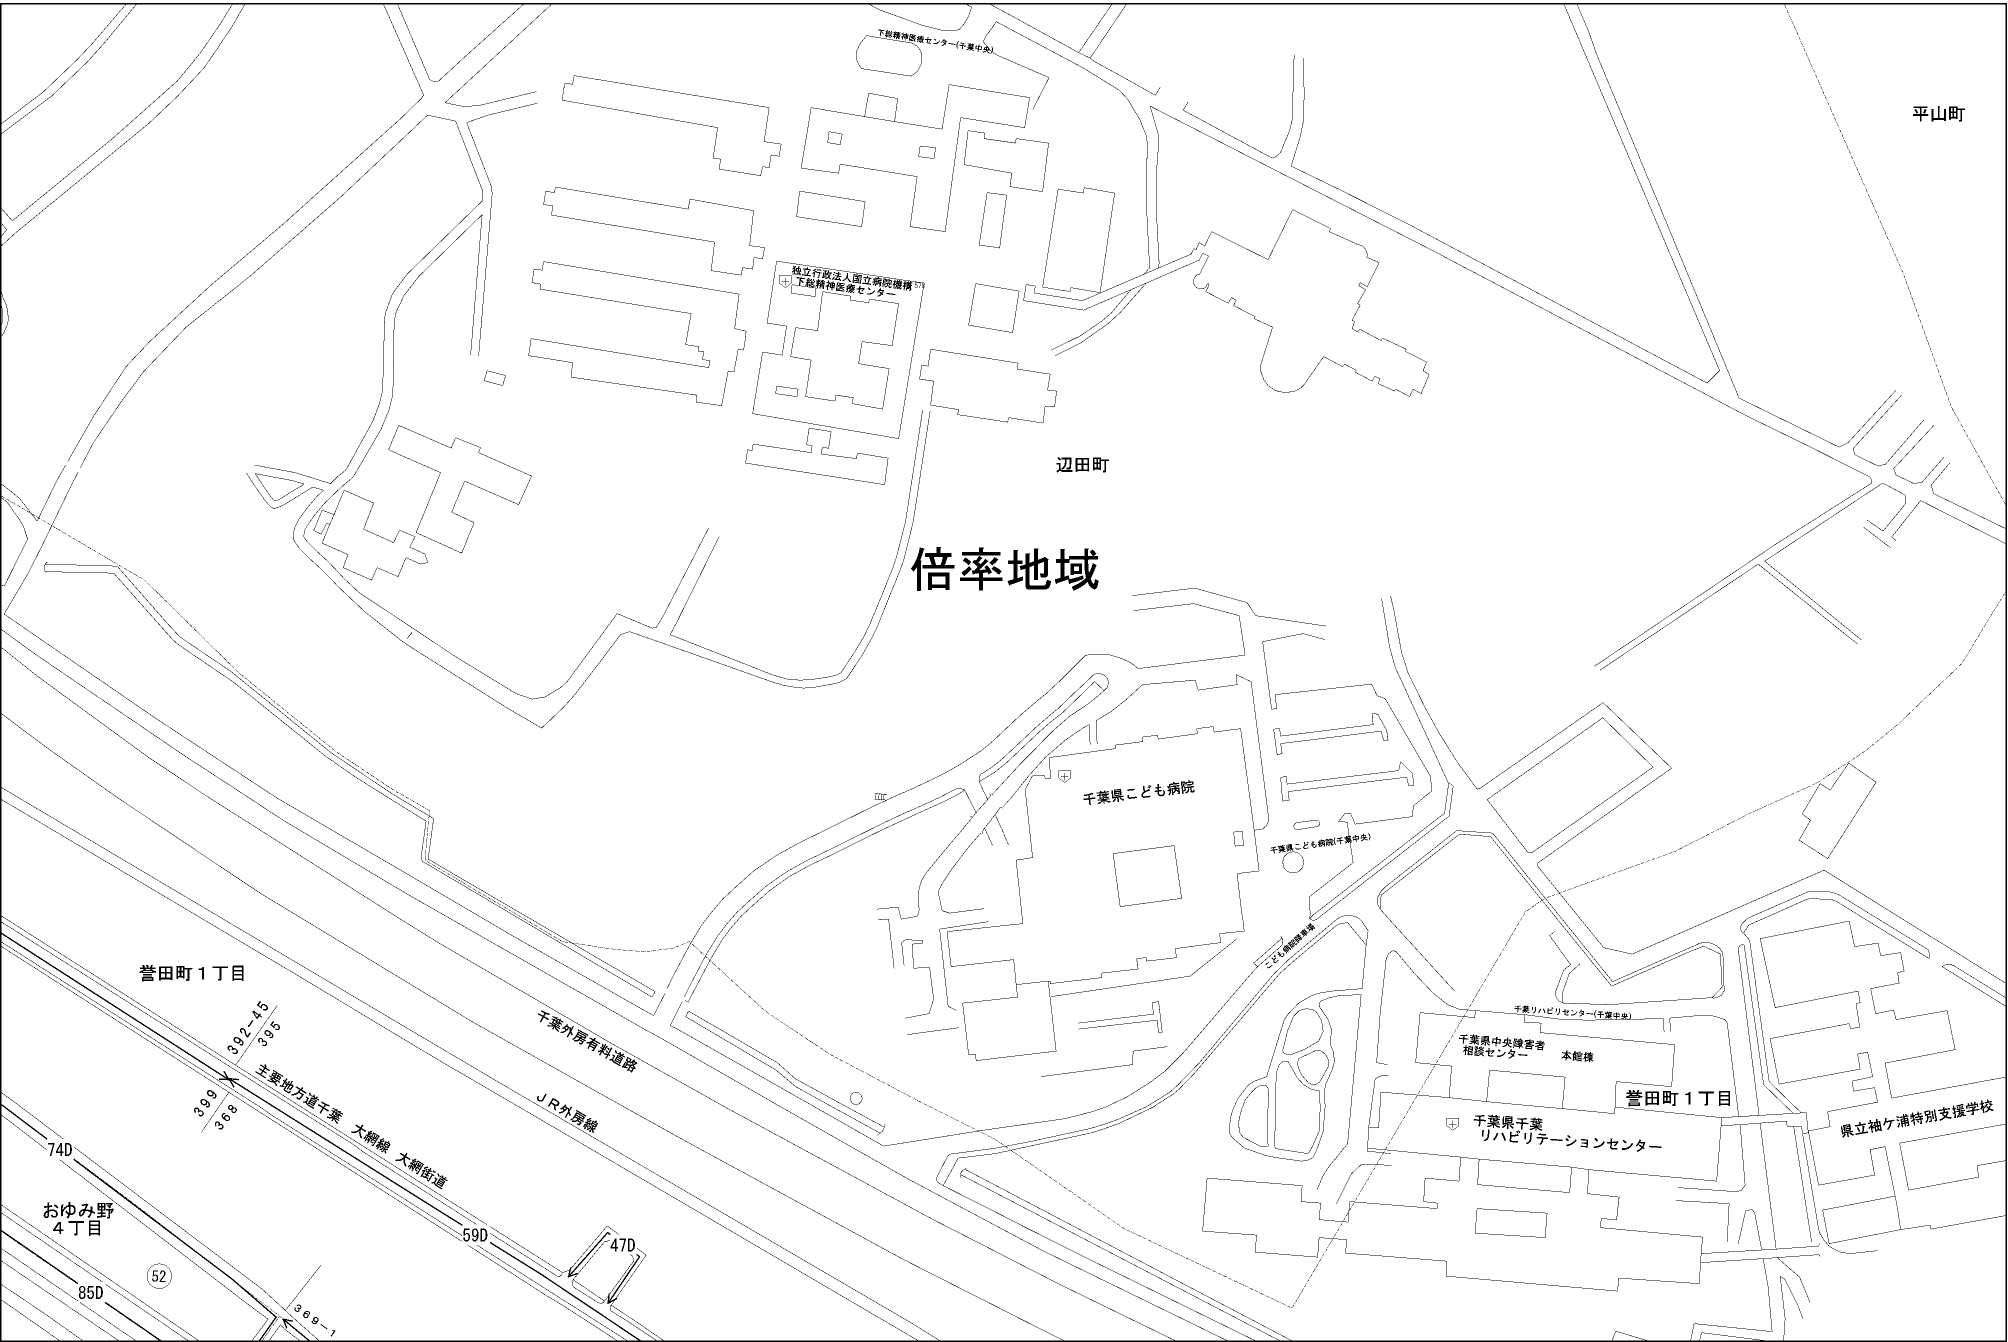 下総精神医療センター(千葉中央)
平山町
独立行政法人国立病院機構
下総精神医療センター
578
辺田町
倍率地域
千葉県こども病院
千葉県こども病院(千葉中央)
こども病院降車場
誉田町１丁目
392－45
395
399
368
主要地方道千葉　大網線　大網街道
千葉外房有料道路
ＪＲ外房線
千葉リハビリセンター(千葉中央)
千葉県中央障害者
相談センター　本館棟
誉田町１丁目
千葉県千葉
リハビリテーションセンター
県立袖ケ浦特別支援学校
74D
おゆみ野
４丁目
59D
47D
52
85D
369－1